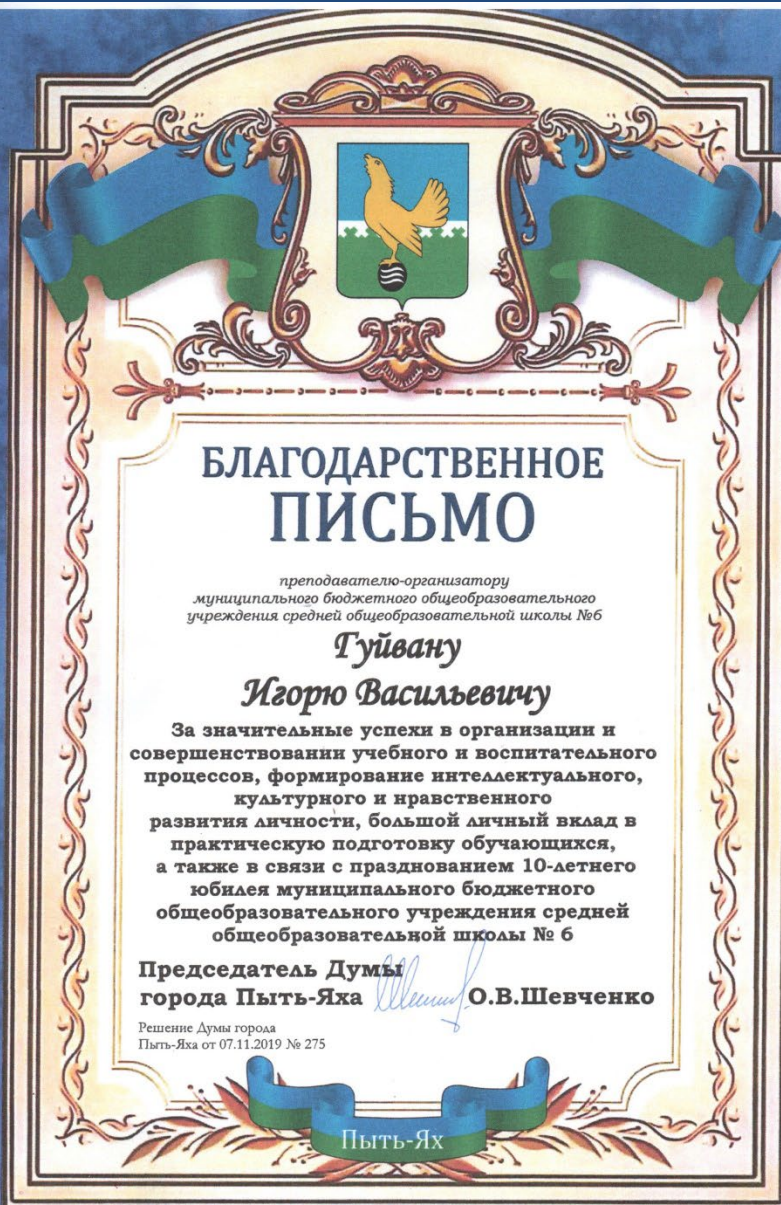 БЛАГОДАРСТВЕННОЕ
ПИСЬМО
преподавателю-организатору
муниципального бюджетного общеобразовательного
учреждения средней общеобразовательной школы №6
Гуйвану
Игорю Васильевичу
За значительные успехи в организации и
совершенствовании учебного и воспитательного
процессов, формирование интеллектуального,
культурного и нравственного
развития личности, большой личный вклад в
практическую подготовку обучающихся,
а также в связи с празднованием 10-летнего
юбилея муниципального бюджетного
общеобразовательного учреждения средней
общеобразовательной школы № 6
Председатель Думы
города Пыть-Яха О.В.Шевченко
Решение Думы города
Пыть-Яха от 07.11.2019 № 275
Пыть-Ях